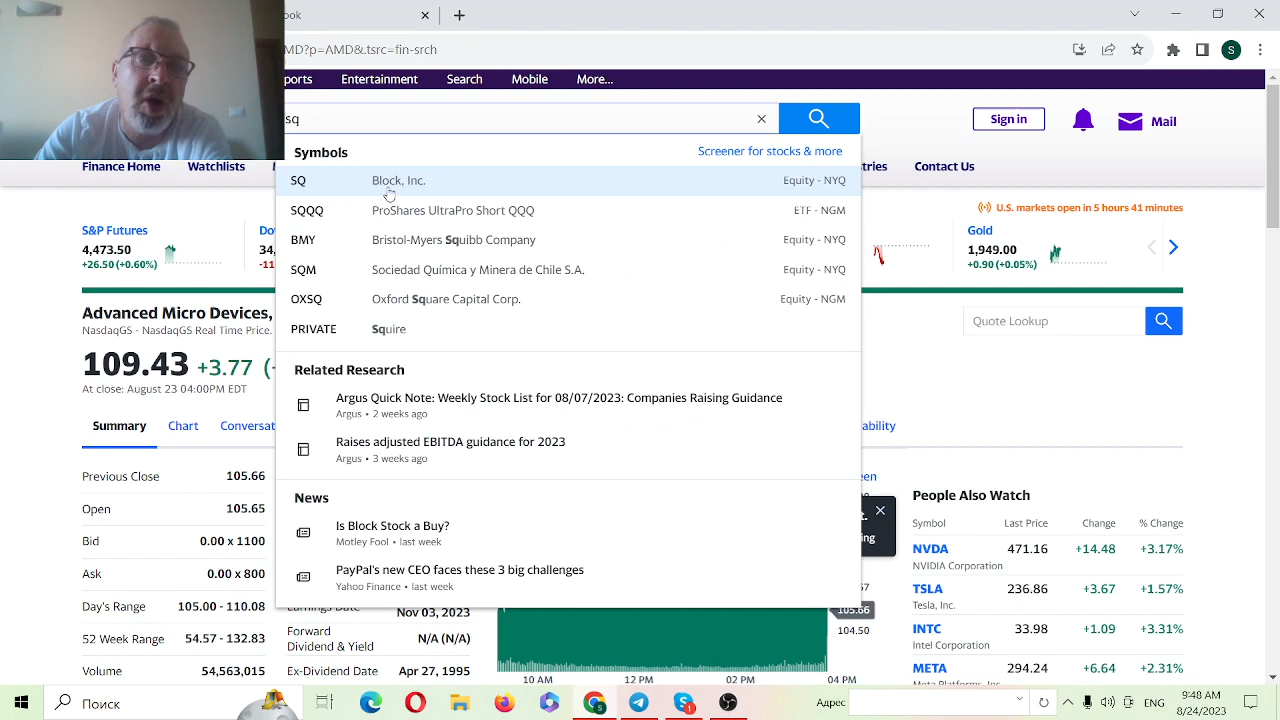 ook
MD?p=AMD&.tsrc=fin-srch
S
ports Entertainment Search Mobile More...
sq
Sign in Mail
Finance Home Watchlists
Contact Us
Symbols Screener for stocks & more
SQ Block, Inc. Equity - NYQ
SQQQ ProShares UltraPro Short QQQ ETF - NGM
BMY Bristol-Myers Squibb Company Equity - NYQ
SQM Sociedad Química y Minera de Chile S.A. Equity - NYQ
OXSQ Oxford Square Capital Corp. Equity - NGM
PRIVATE Squire
Related Research
Argus Quick Note: Weekly Stock List for 08/07/2023: Companies Raising Guidance
Argus • 2 weeks ago
Raises adjusted EBITDA guidance for 2023
Argus • 3 weeks ago
News
Is Block Stock a Buy?
Motley Fool • last week
PayPal's new CEO faces these 3 big challenges
Yahoo Finance • last week
U.S. markets open in 5 hours 41 minutes
S&P Futures
4,473.50
+26.50 (+0.60%)
Gold
1,949.00
+0.90 (+0.05%)
Advanced Micro Devices,
NasdaqGS - NasdaqGS Real Time Price.
109.43 +3.77
At close: August 23 04:00PM EDT
Quote Lookup
Summary Chart Conversat
ability
Previous Close 105.66
Open 105.65
Bid 0.00 x 1100
Ask 0.00 x 800
Day's Range 105.00 - 110.08
52 Week Range 54.57 - 132.83
Volume 54,563,015
Nov 03, 2023
Forward Dividend & Yield N/A (N/A)
Ex-Dividend Date Apr 27, 1995
105.66
104.50
10 AM 12 PM 02 PM 04 PM
People Also Watch
Symbol Last Price Change % Change
NVDA 471.16 +14.48 +3.17%
NVIDIA Corporation
TSLA 236.86 +3.67 +1.57%
Tesla, Inc.
INTC 33.98 +1.09 +3.31%
Intel Corporation
META 294.24 +6.64 +2.31%
Поиск
Адрес
9:48 AM
8/24/2023